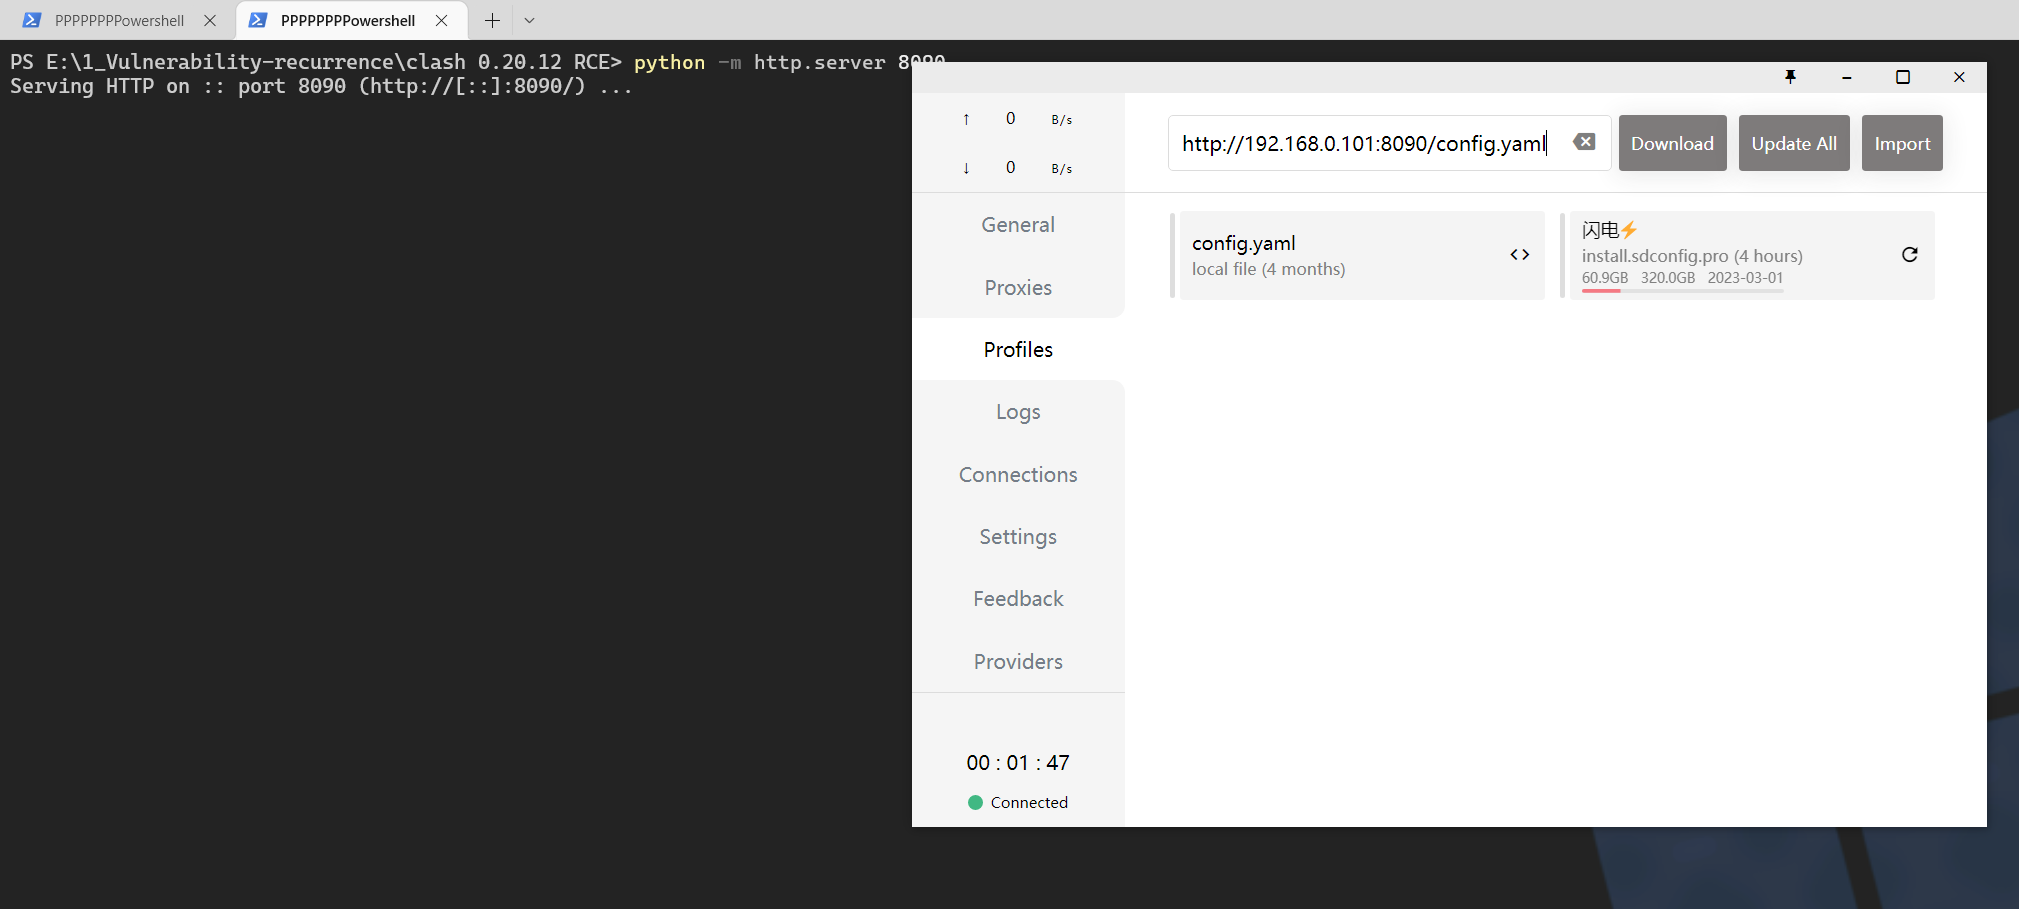 PPPPPPPPowershell
PPPPPPPPowershell
PS E:\1_Vulnerability-recurrence\clash 0.20.12 RCE> python -m http.server 8090
Serving HTTP on :: port 8090 (http://[::]:8090/) ...
↑ 0 B/s
↓ 0 B/s
General
Proxies
Profiles
Logs
Connections
Settings
Feedback
Providers
00 : 01 : 47
Connected
http://192.168.0.101:8090/config.yaml
Download
Update All
Import
config.yaml
local file (4 months)
闪电⚡
install.sdconfig.pro (4 hours)
60.9GB 320.0GB 2023-03-01